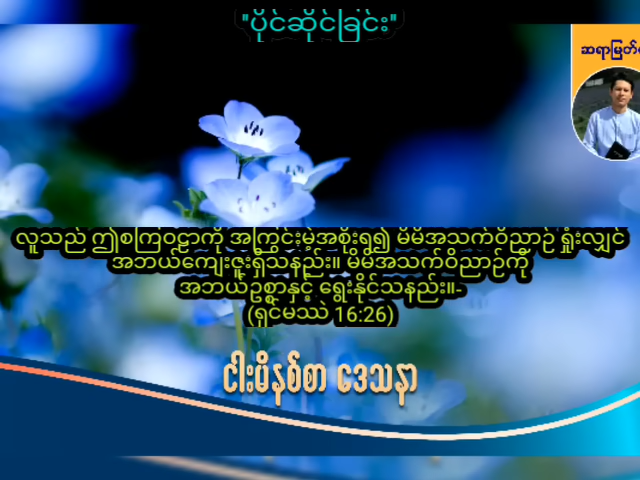 "ပိုင်ဆိုင်ခြင်း"
ဆရာမြတ်
လူသည် ဤစကြဝဠာကို အကြွင်းမဲ့အစိုးရ၍ မိမိအသက်ဝိညာဉ် ရှုံးလျှင်
အဘယ်ကျေးဇူးရှိသနည်း။ မိမိအသက်ဝိညာဉ်ကို
အဘယ်ဥစ္စာနှင့် ရွေးနိုင်သနည်း။-
(ရှင်မဿဲ 16:26)
ငါးမိနစ်စာ ဒေသနာ